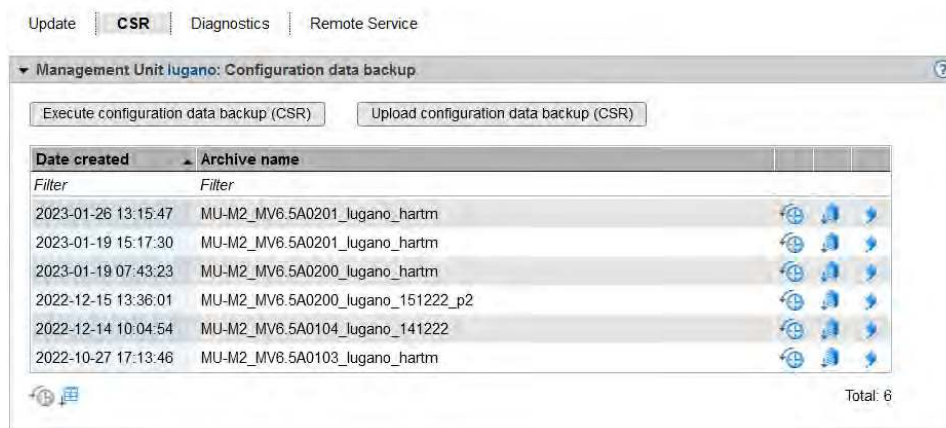 Update CSR Diagnostics Remote Service
Management Unit lugano: Configuration data backup
Execute configuration data backup (CSR) Upload configuration data backup (CSR)
Date created Archive name
Filter Filter
2023-01-26 13:15:47 MU-M2_MV6.5A0201_lugano_hartm
2023-01-19 15:17:30 MU-M2_MV6.5A0201_lugano_hartm
2023-01-19 07:43:23 MU-M2_MV6.5A0200_lugano_hartm
2022-12-15 13:36:01 MU-M2_MV6.5A0200_lugano_151222_p2
2022-12-14 10:04:54 MU-M2_MV6.5A0104_lugano_141222
2022-10-27 17:13:46 MU-M2_MV6.5A0103_lugano_hartm
Total: 6